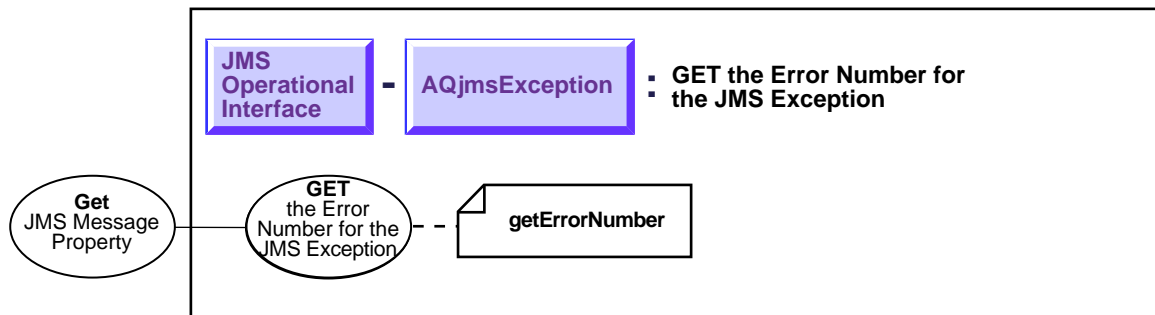 JMS
Operational
Interface
-
AQjmsException
:
GET the Error Number for
the JMS Exception
Get
JMS Message
Property
GET
the Error
Number for the
JMS Exception
getErrorNumber